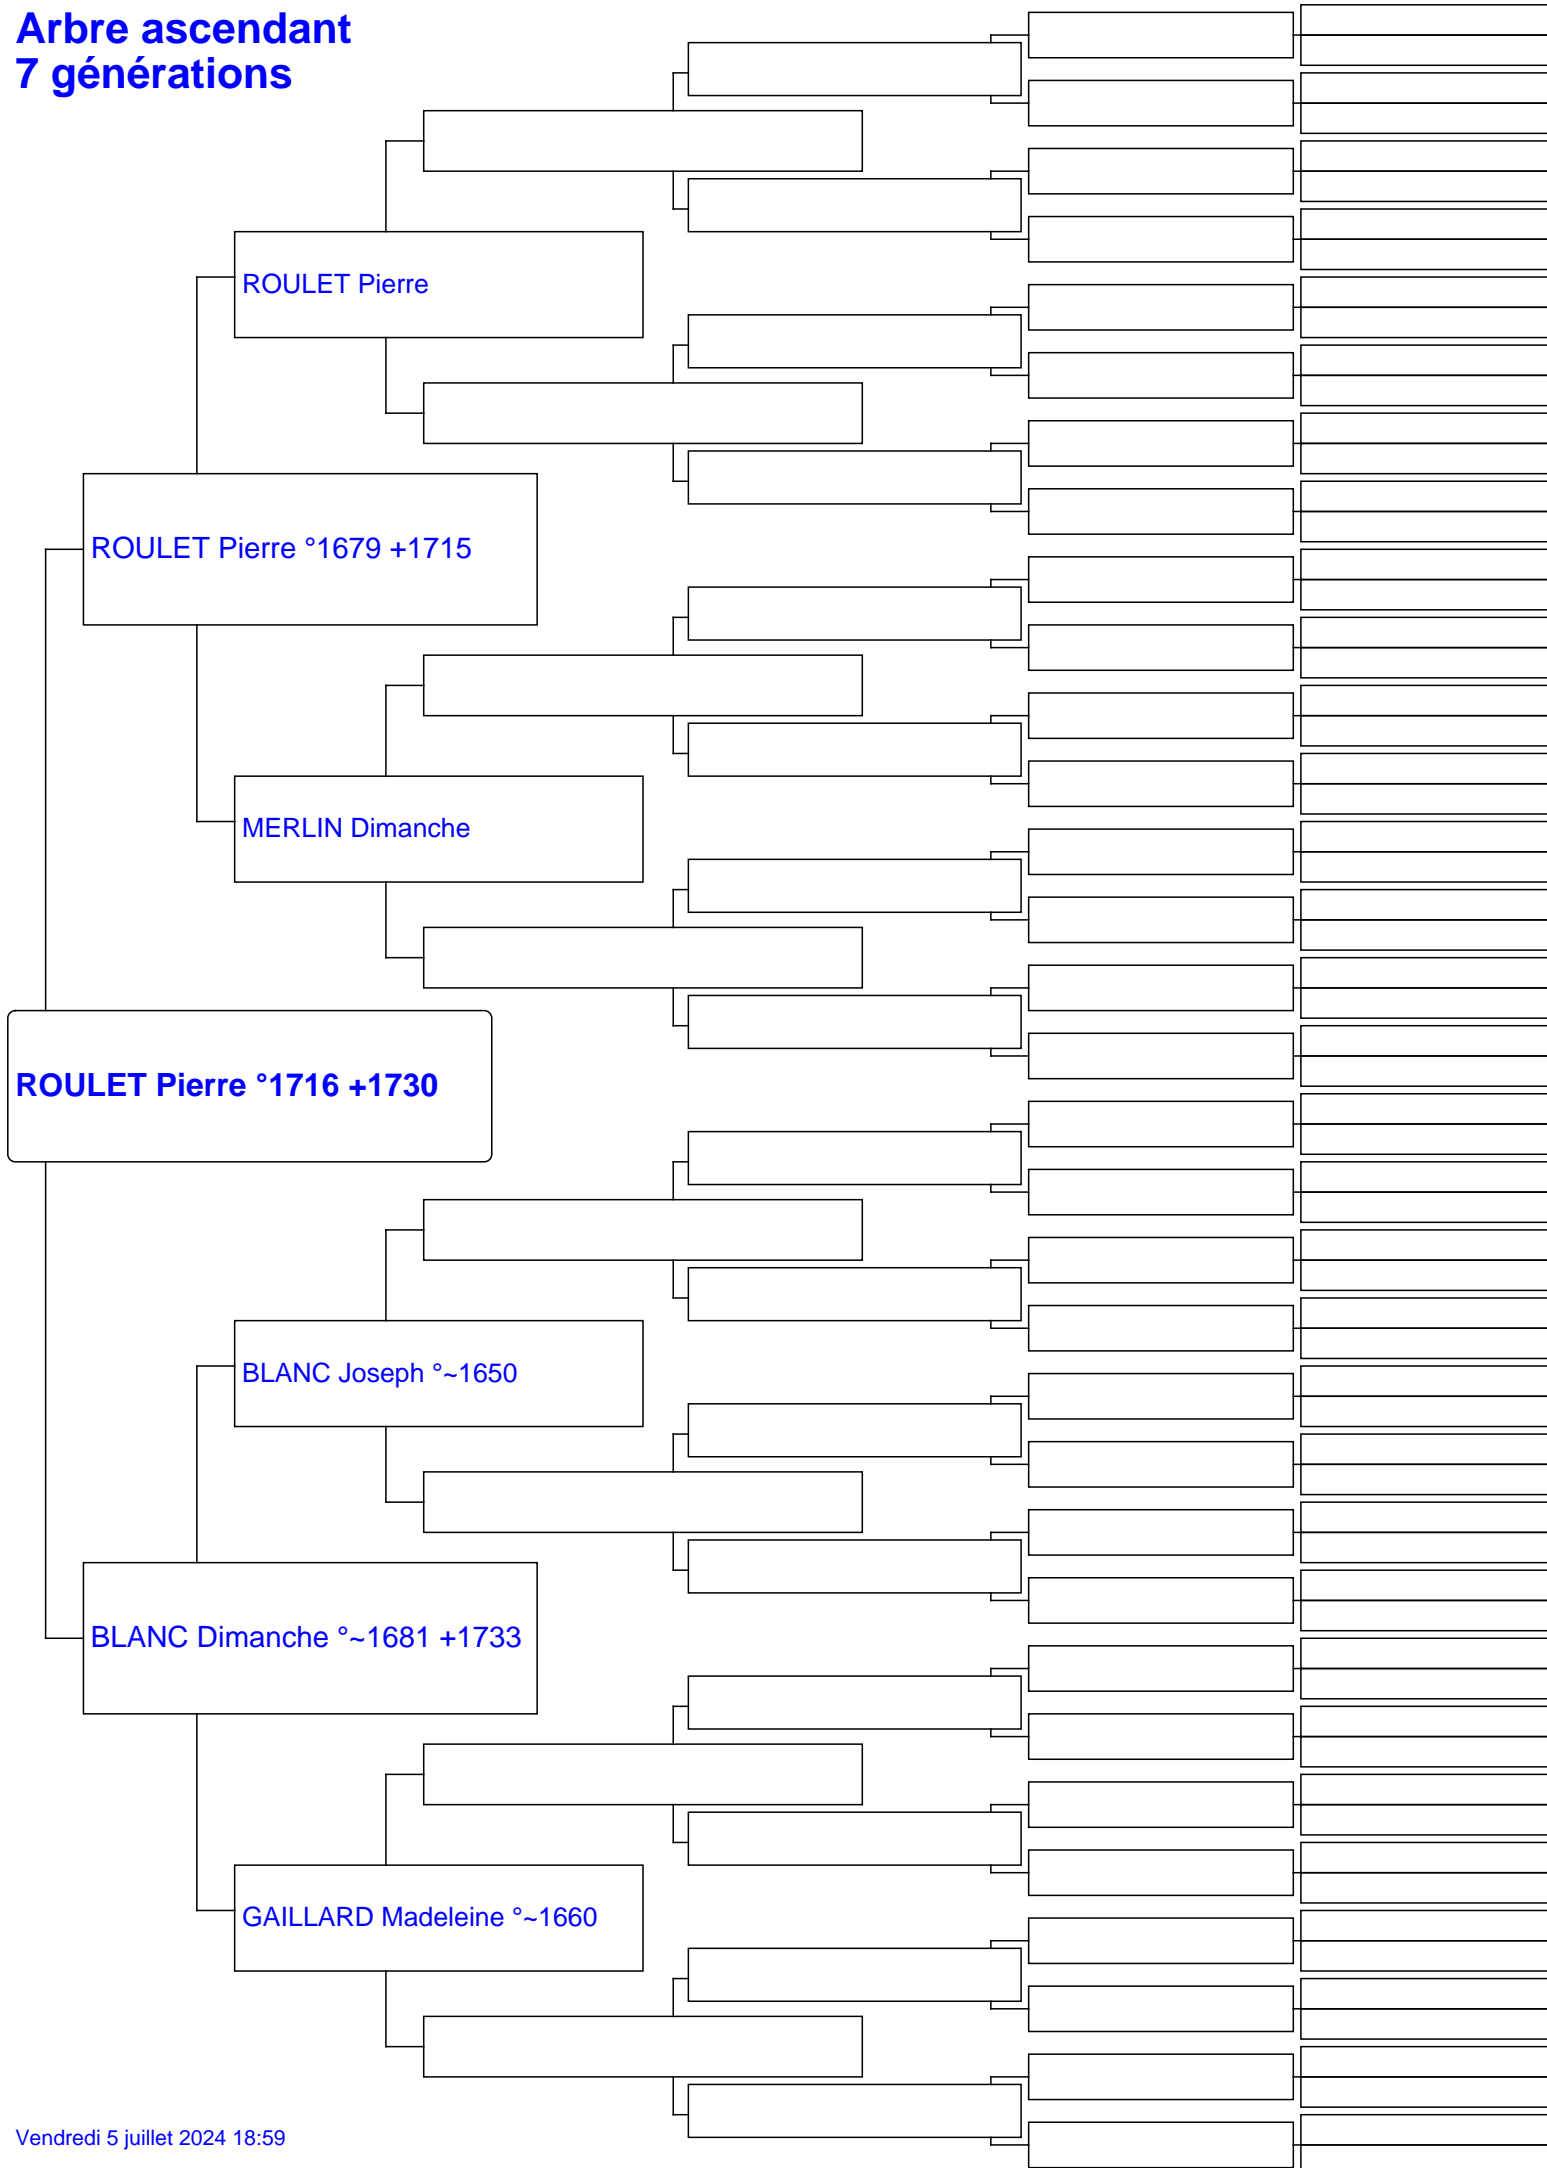 Arbre ascendant
7 générations
ROULET Pierre
ROULET Pierre °1679 +1715
MERLIN Dimanche
ROULET Pierre °1716 +1730
BLANC Joseph °~1650
BLANC Dimanche °~1681 +1733
GAILLARD Madeleine °~1660
Vendredi 5 juillet 2024 18:59